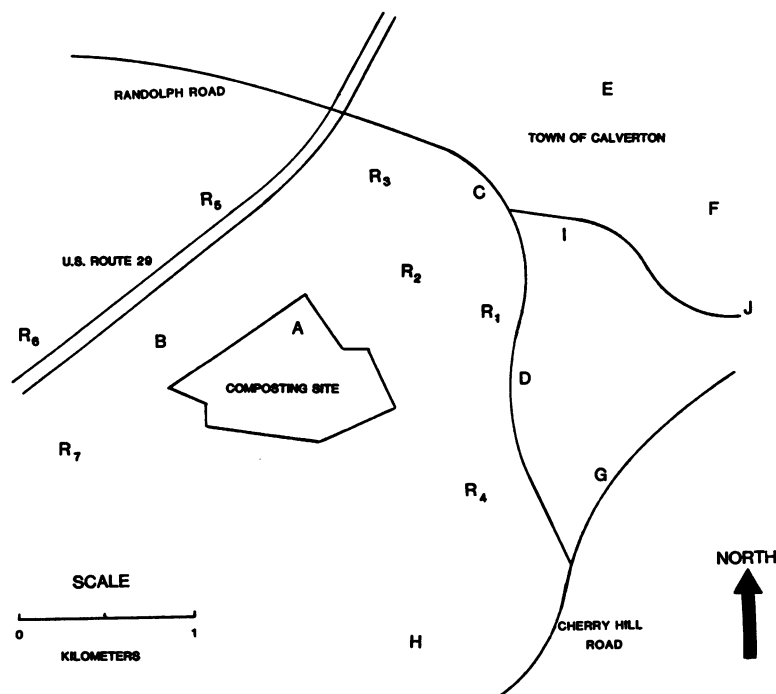 E
RANDOLPH ROAD
TOWN OF CALVERTON
R3
C
R5
F
I
U.S. ROUTE 29
R2
J
R1
R6
B
A
D
COMPOSTING SITE
R7
G
R4
NORTH
SCALE
0 1
KILOMETERS
H
CHERRY HILL
ROAD